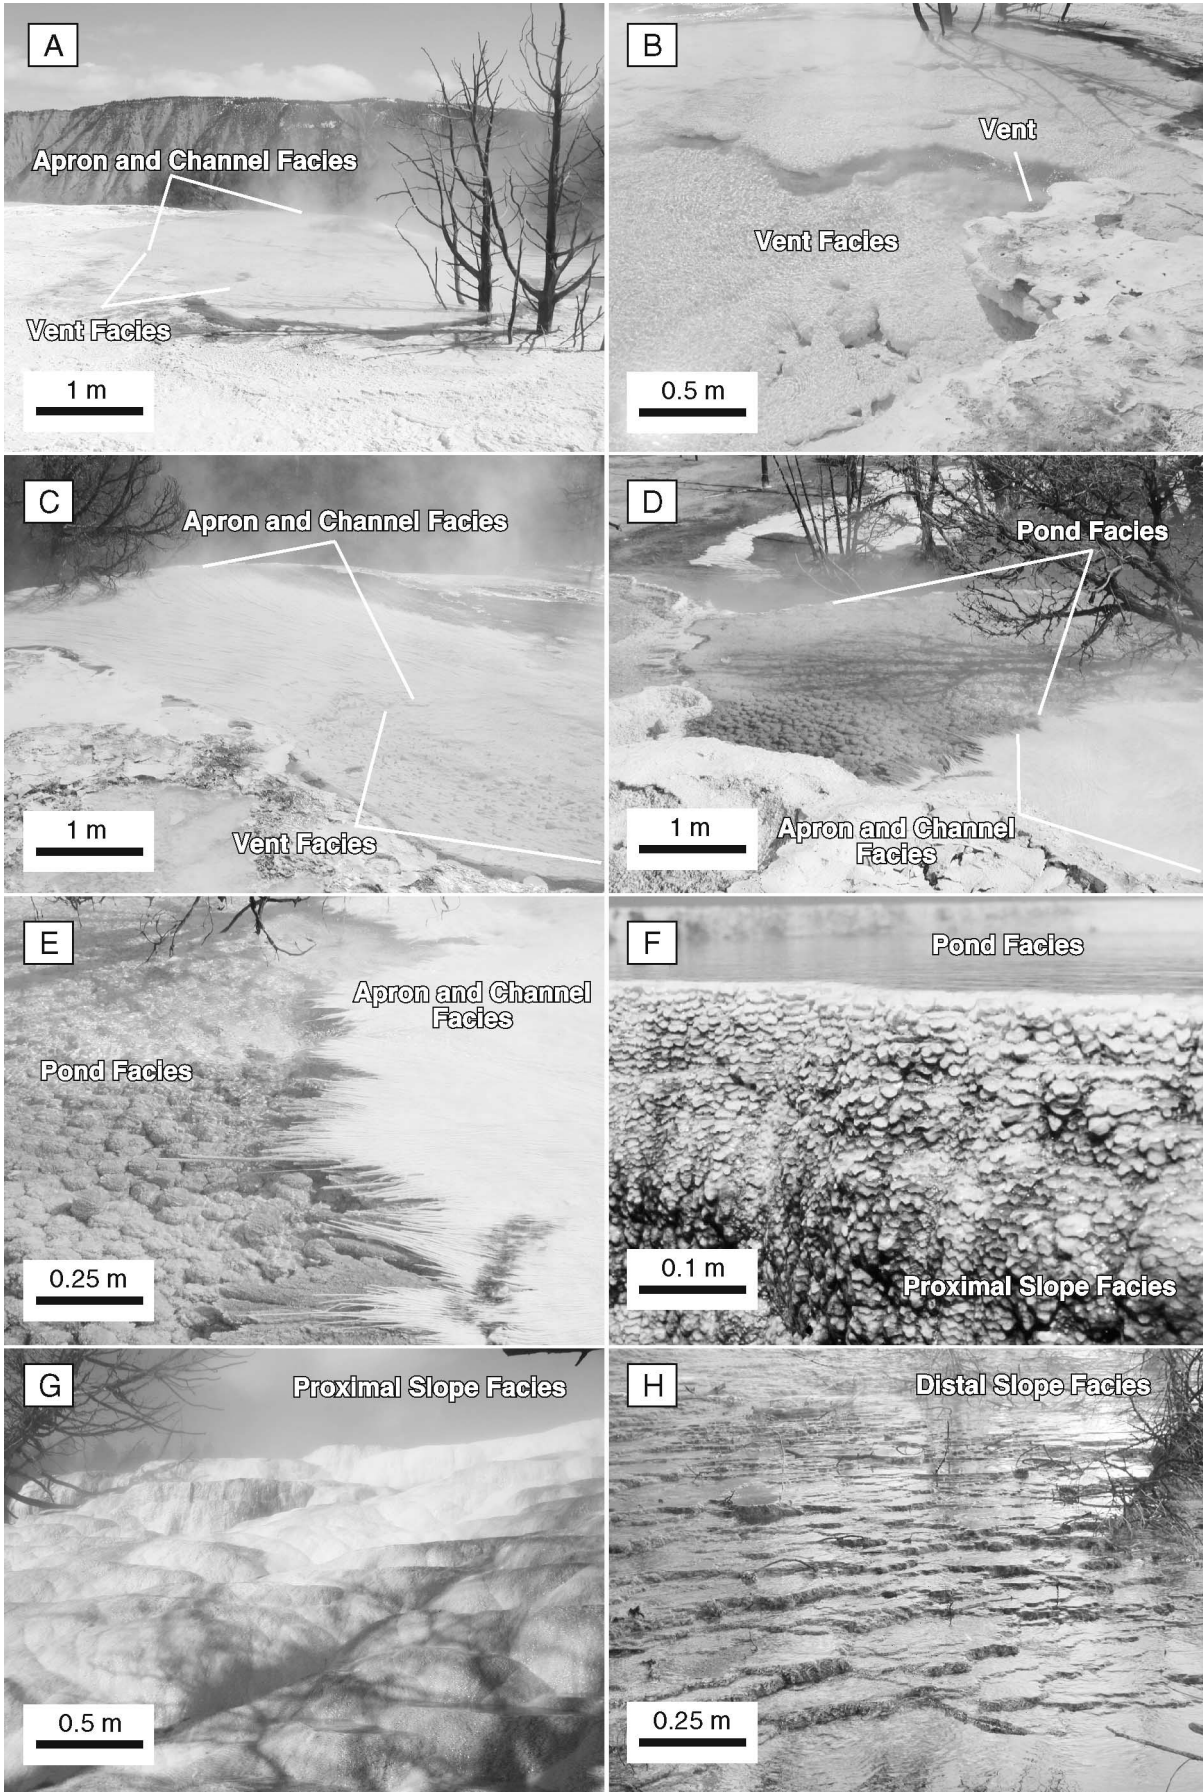 A
Apron and Channel Facies
Vent Facies
1 m
B
Vent
Vent Facies
0.5 m
C
Apron and Channel Facies
Vent Facies
1 m
D
Pond Facies
Apron and Channel
Facies
1 m
E
Apron and Channel
Facies
Pond Facies
0.25 m
F
Pond Facies
Proximal Slope Facies
0.1 m
G
Proximal Slope Facies
0.5 m
H
Distal Slope Facies
0.25 m